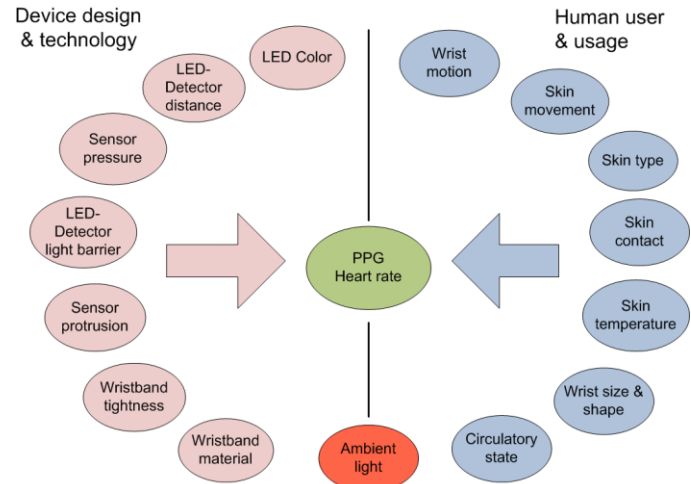 Device design
& technology
Human user
& usage
LED Color
LED-
Detector
distance
Sensor
pressure
LED-
Detector
light barrier
Sensor
protrusion
Wristband
tightness
Wristband
material
PPG
Heart rate
Ambient
light
Wrist
motion
Skin
movement
Skin type
Skin
contact
Skin
temperature
Wrist size &
shape
Circulatory
state